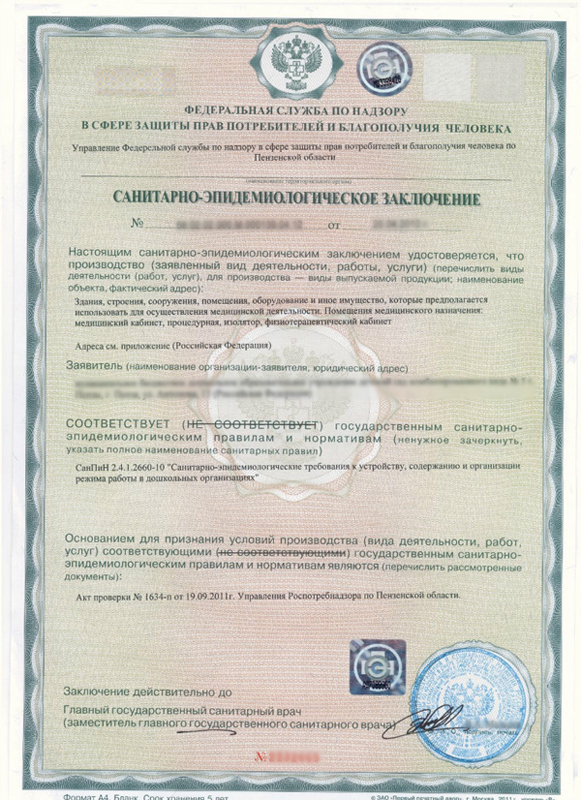 ФЕДЕРАЛЬНАЯ СЛУЖБА ПО НАДЗОРУ
В СФЕРЕ ЗАЩИТЫ ПРАВ ПОТРЕБИТЕЛЕЙ И БЛАГОПОЛУЧИЯ ЧЕЛОВЕКА
Управление Федеральной службы по надзору в сфере защиты прав потребителей и благополучия человека по
Пензенской области
(наименование территориального органа)
САНИТАРНО-ЭПИДЕМИОЛОГИЧЕСКОЕ ЗАКЛЮЧЕНИЕ
№ от
Настоящим санитарно-эпидемиологическим заключением удостоверяется, что
производство (заявленный вид деятельности, работы, услуги) (перечислить виды
деятельности (работ, услуг), для производства — виды выпускаемой продукции; наименование
объекта, фактический адрес):
Здания, строения, сооружения, помещения, оборудование и иное имущество, которые предполагается
использовать для осуществления медицинской деятельности. Помещения медицинского назначения:
медицинский кабинет, процедурная, изолятор, физиотерапевтический кабинет
Адреса см. приложение (Российская Федерация)
Заявитель (наименование организации-заявителя, юридический адрес)
СООТВЕТСТВУЕТ (НЕ СООТВЕТСТВУЕТ) государственным санитарно-
эпидемиологическим правилам и нормативам (ненужное зачеркнуть,
указать полное наименование санитарных правил)
СанПиН 2.4.1.2660-10 "Санитарно-эпидемиологические требования к устройству, содержанию и организации
режима работы в дошкольных организациях"
Основанием для признания условий производства (вида деятельности, работ,
услуг) соответствующими (не соответствующими) государственным санитарно-
эпидемиологическим правилам и нормативам являются (перечислить рассмотренные
документы):
Акт проверки № 1634-п от 19.09.2011г. Управления Роспотребнадзора по Пензенской области.
Заключение действительно до
Главный государственный санитарный врач
(заместитель главного государственного санитарного врача)
№
Формат А4. Бланк. Срок хранения 5 лет.
© ЗАО «Первый печатный двор», г. Москва, 2011г.